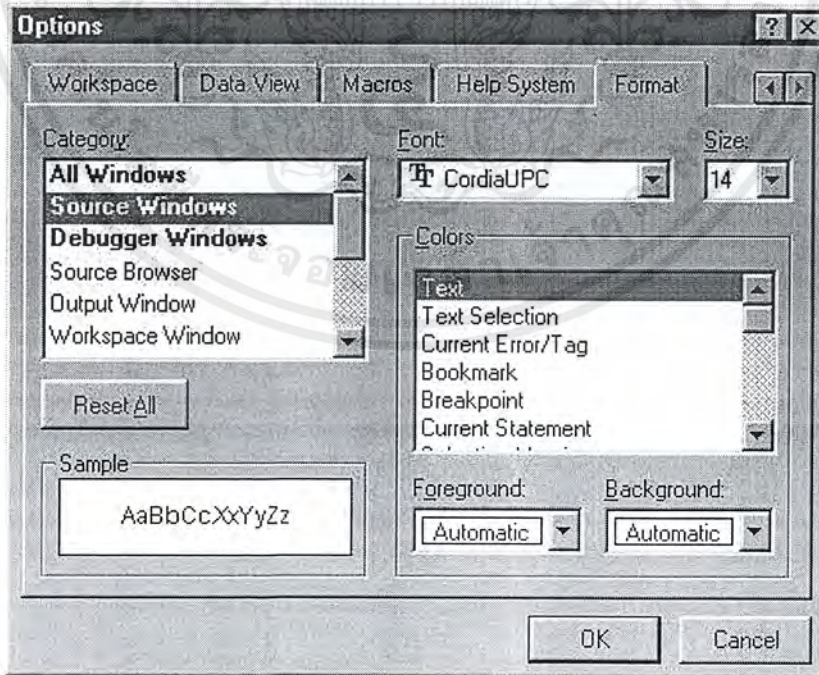 Options
Workspace Data View Macros Help System Format
Category:
All Windows
Source Windows
Debugger Windows
Source Browser
Output Window
Workspace Window
Reset All
Sample
AaBbCcXxYyZz
Font:
CordiaUPC
Size:
14
Colors
Text
Text Selection
Current Error/Tag
Bookmark
Breakpoint
Current Statement
Foreground:
Automatic
Background:
Automatic
OK
Cancel